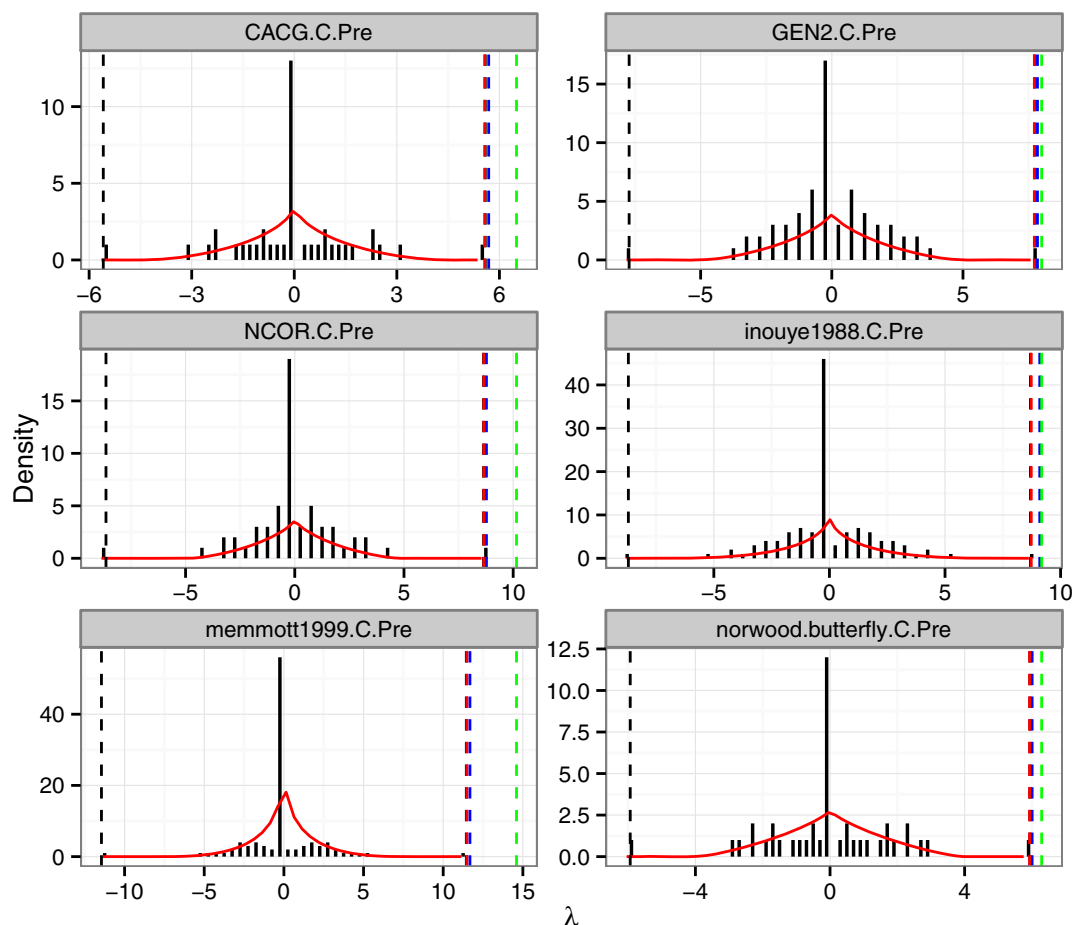 CACG.C.Pre
GEN2.C.Pre
10
5
0
−6 −3 0 3 6
15
10
5
0
−5 0 5
NCOR.C.Pre
inouye1988.C.Pre
15
10
5
0
−5 0 5 10
40
30
20
10
0
−5 0 5 10
memmott1999.C.Pre
norwood.butterfly.C.Pre
40
20
0
−10 −5 0 5 10 15
12.5
10.0
7.5
5.0
2.5
0.0
−4 0 4
Density
λ